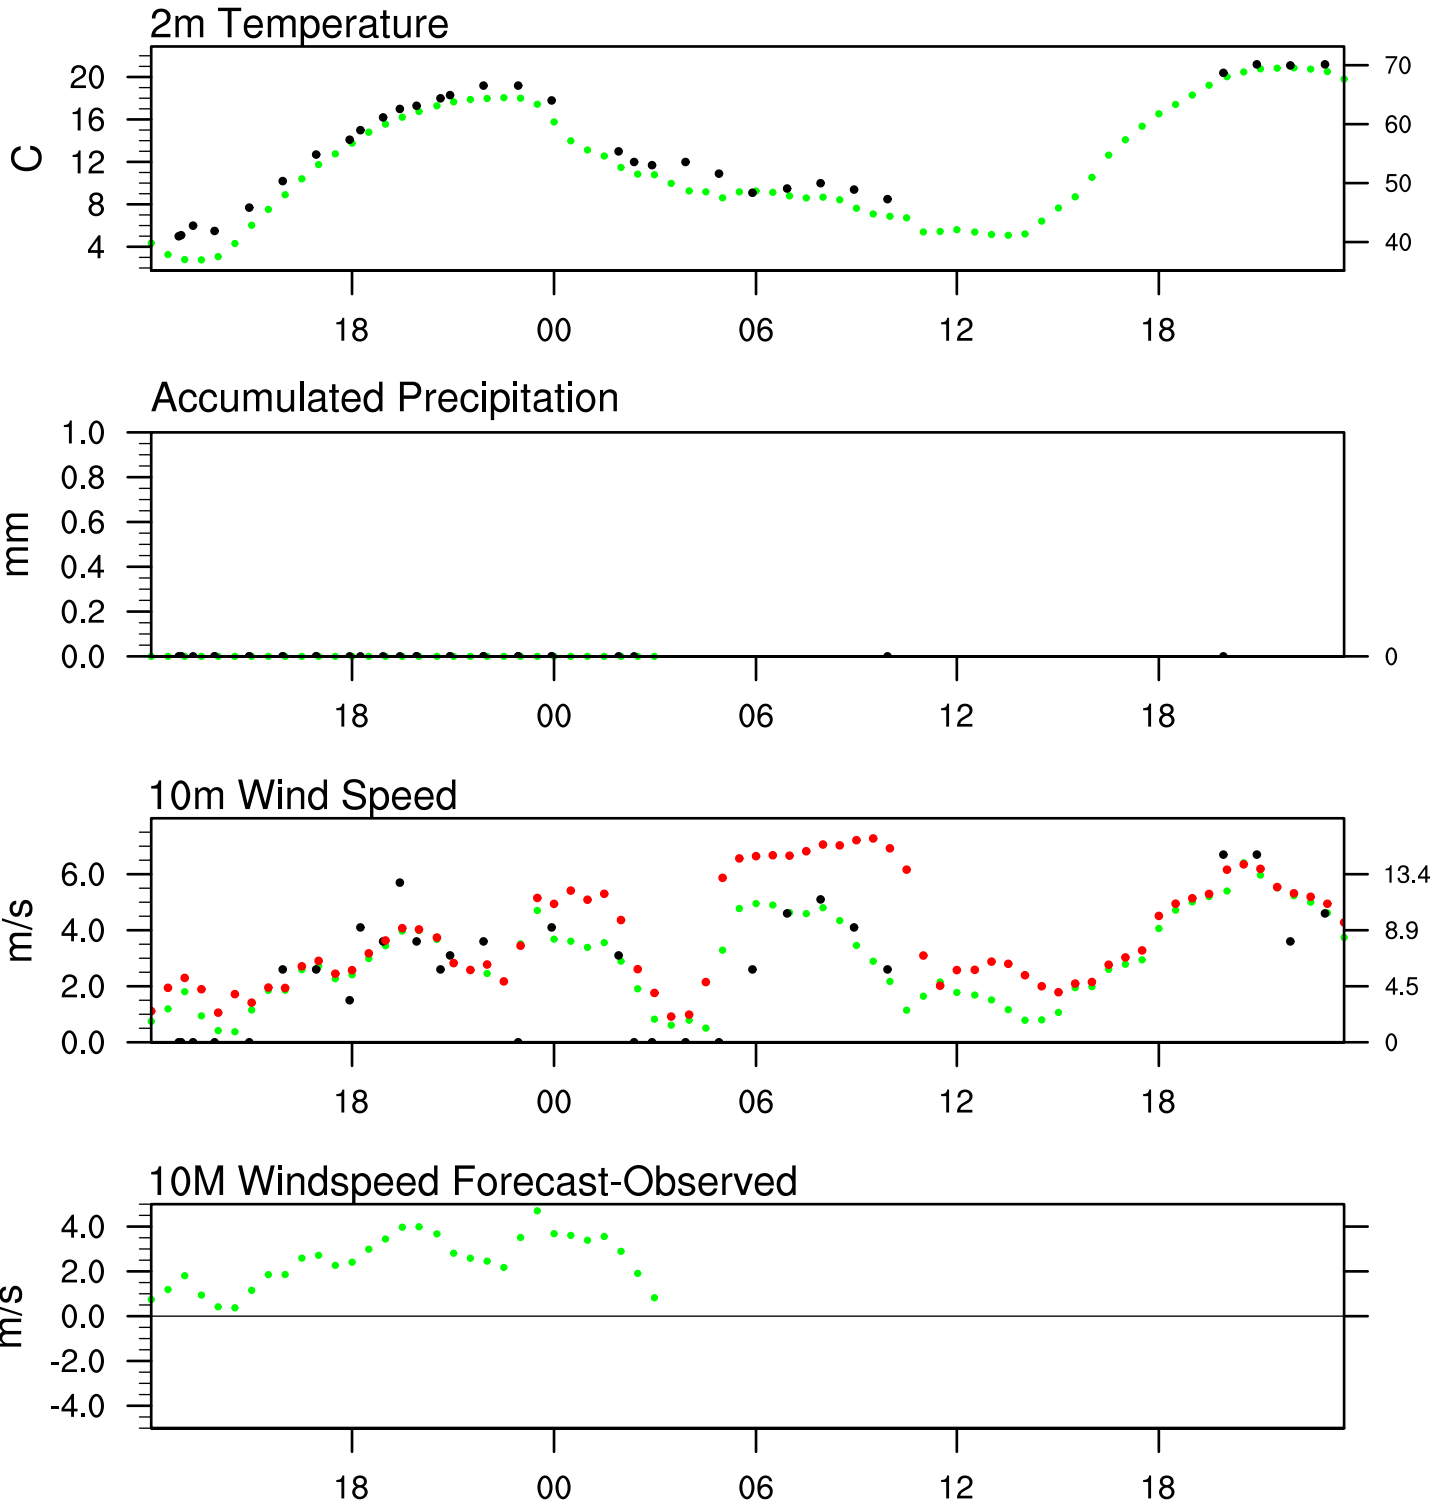 2m Temperature
20
16
12
8
4
C
70
60
50
40
18 00 06 12 18
Accumulated Precipitation
1.0
0.8
0.6
0.4
0.2
0.0
mm
0
18 00 06 12 18
10m Wind Speed
6.0
4.0
2.0
0.0
m/s
13.4
8.9
4.5
0
18 00 06 12 18
10M Windspeed Forecast-Observed
4.0
2.0
0.0
-2.0
-4.0
m/s
18 00 06 12 18